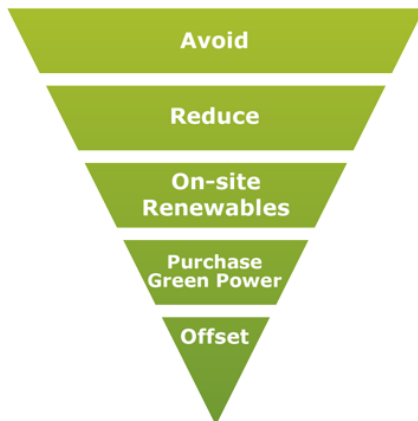 Avoid
Reduce
On-site
Renewables
Purchase
Green Power
Offset